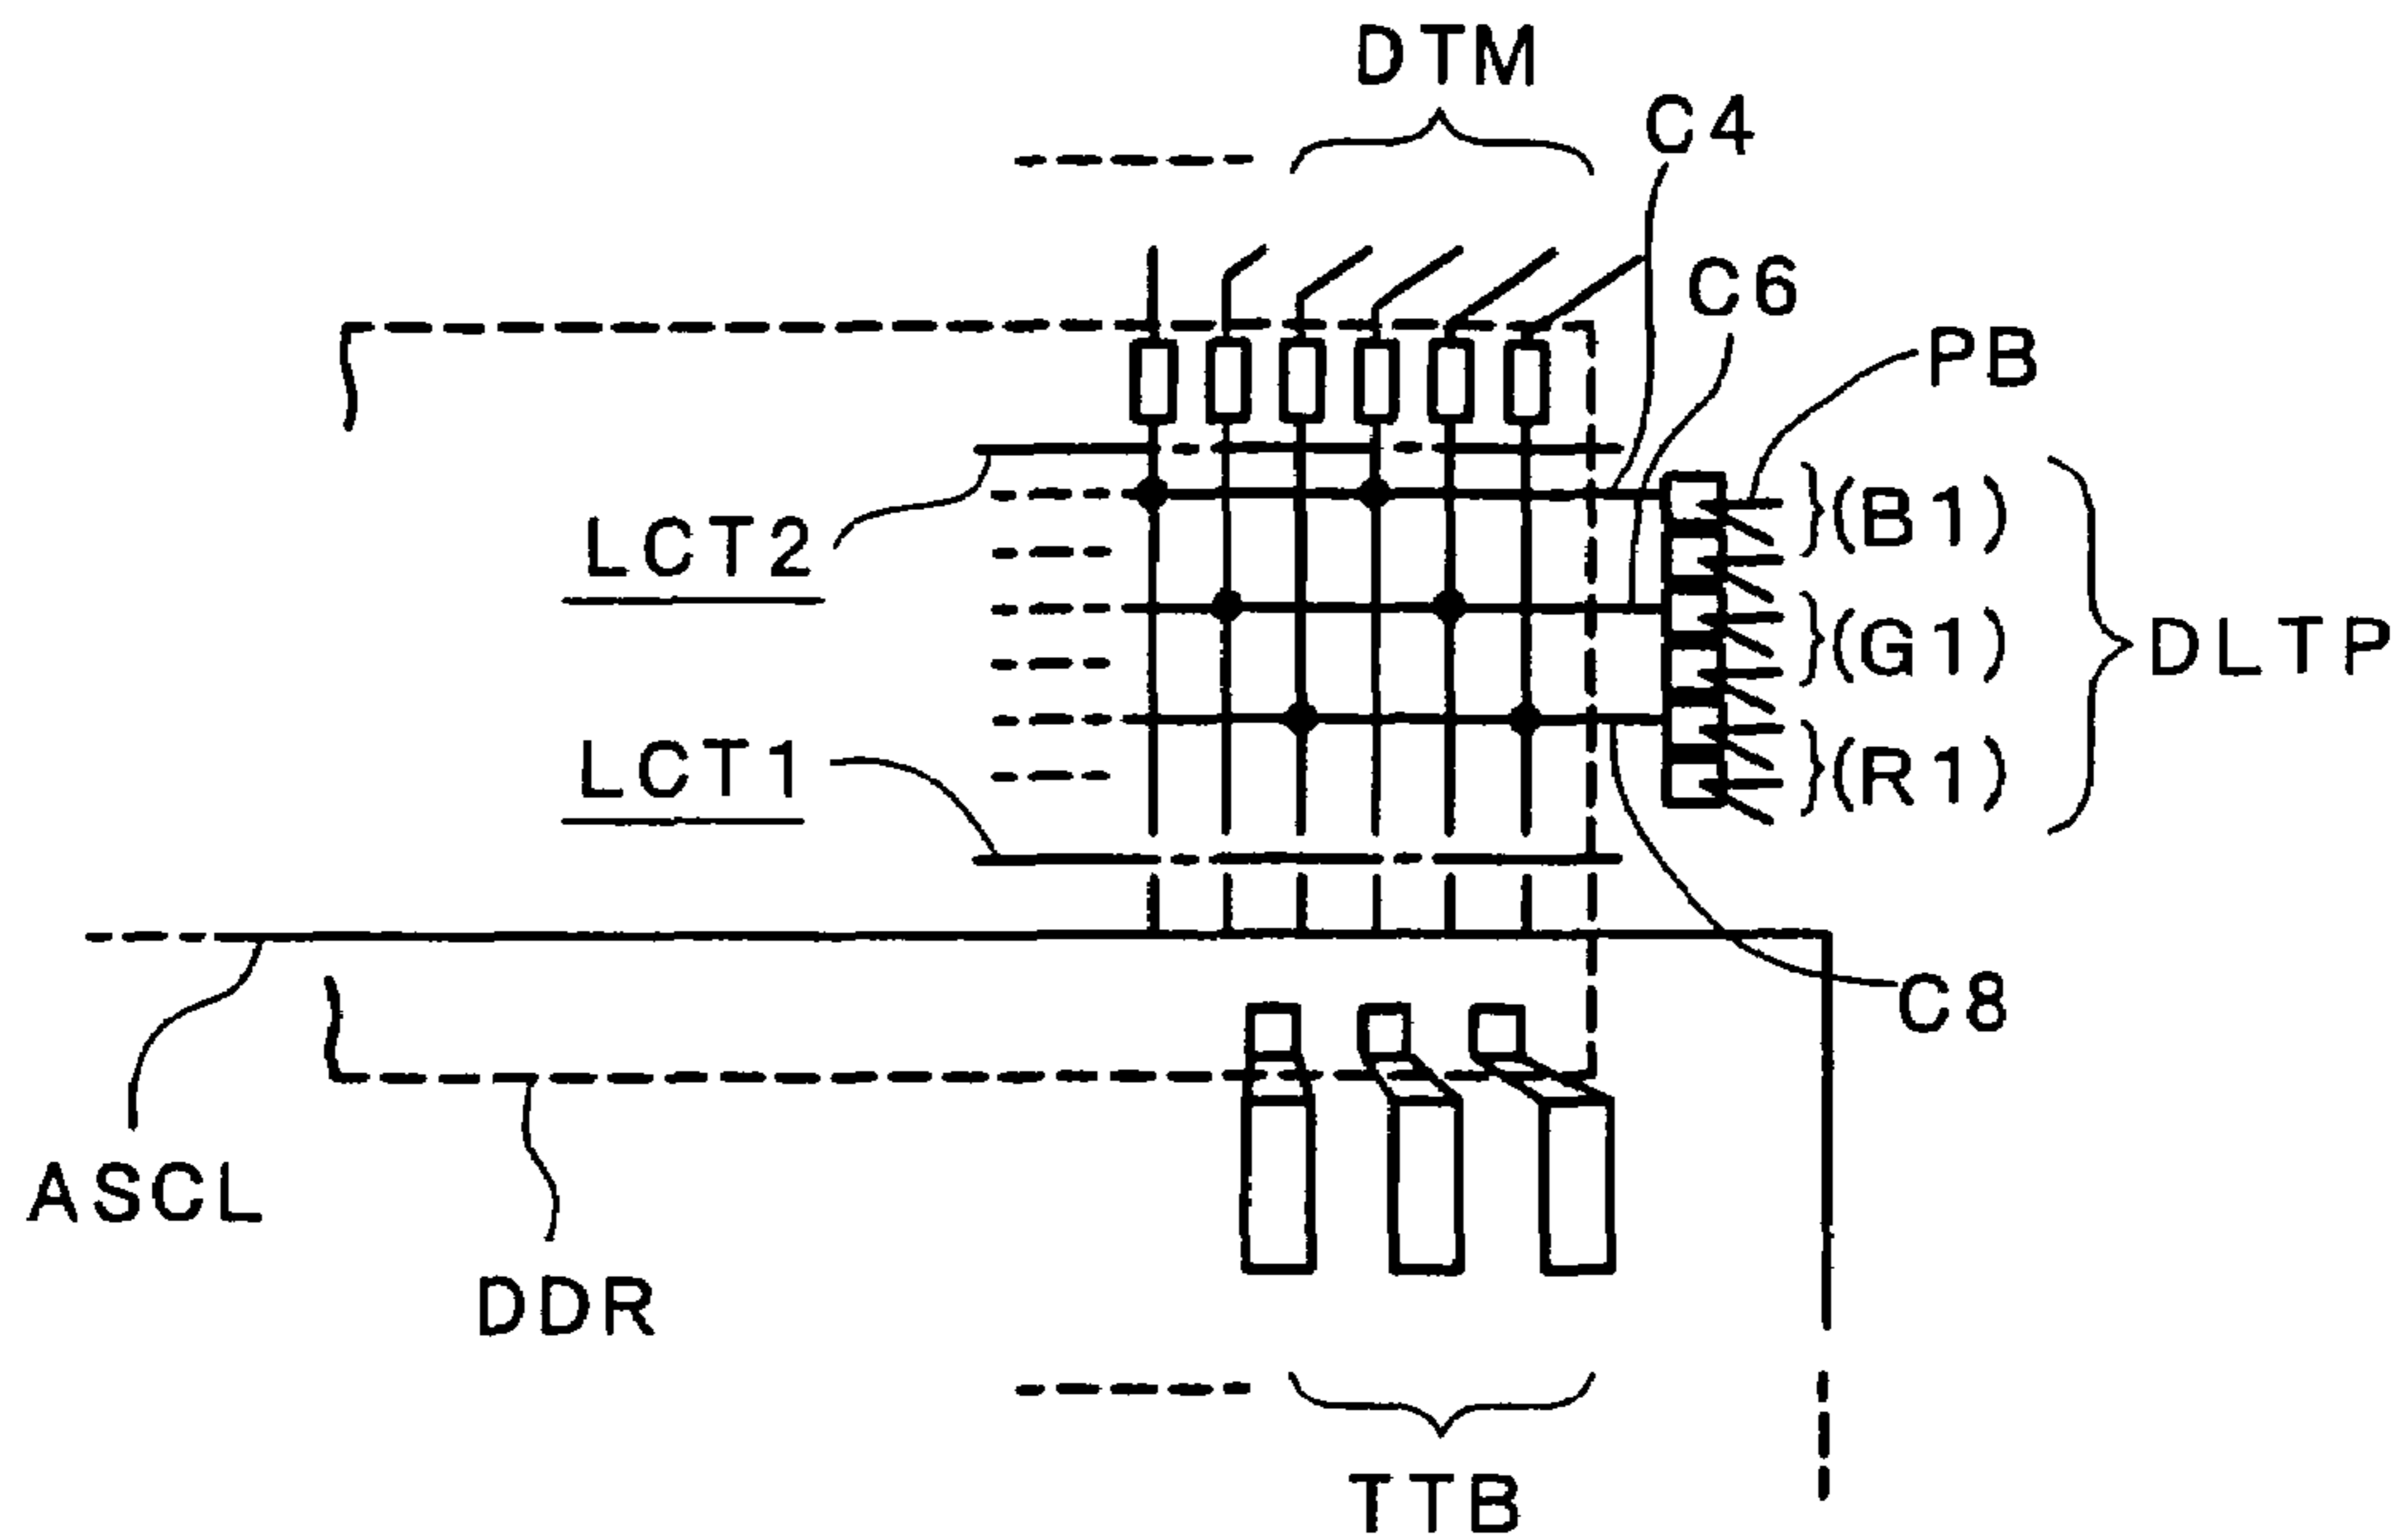 DTM
C4
C6
PB
LCT2
(B1)
(G1)
DLTP
LCT1
(R1)
C8
ASCL
DDR
TTB